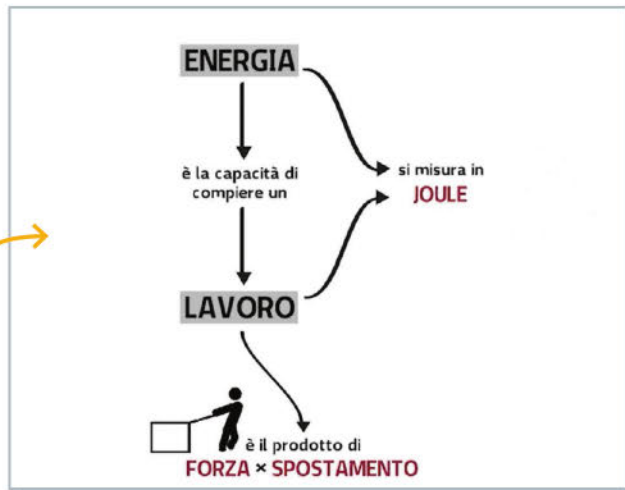 ENERGIA
è la capacità di
compiere un
si misura in
JOULE
LAVORO
è il prodotto di
FORZA × SPOSTAMENTO